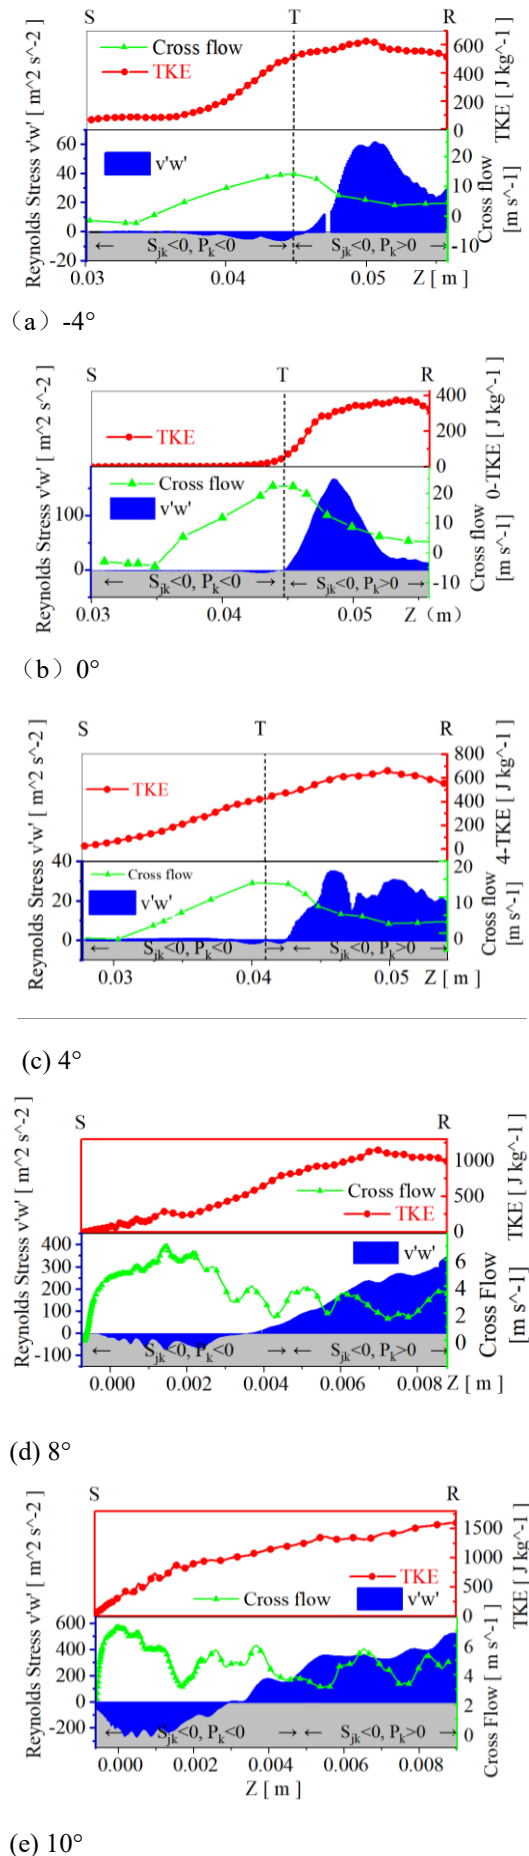 S T R
Cross flow
TKE
600
400
200
0
TKE [ J kg^-1 ]
Reynolds Stress v'w' [ m^2 s^-2 ]
60
40
20
0
-20
v'w'
20
10
0
-10
Cross flow
[m s^-1]
← S_jk<0, P_k<0 → ← S_jk<0, P_k>0 →
0.03 0.04 0.05
Z [ m ]
（a）-4°
S T R
TKE
400
200
0
0-TKE [ J kg^-1 ]
Reynolds Stress v'w' [ m^2 s^-2 ]
100
0
Cross flow
v'w'
20
10
0
-10
Cross flow
[m s^-1]
← S_jk<0, P_k<0 → ← S_jk<0, P_k>0 →
0.03 0.04 0.05
Z（m）
（b）0°
S T R
TKE
800
600
400
200
0
4-TKE [ J kg^-1 ]
Reynolds Stress v'w' [ m^2 s^-2 ]
40
20
0
Cross flow
v'w'
20
10
0
Cross flow
[m s^-1]
← S_jk<0, P_k<0 → ← S_jk<0, P_k>0 →
0.03 0.04 0.05 Z [ m ]
(c) 4°
S R
1000
500
0
TKE [ J kg^-1 ]
Cross flow
TKE
Reynolds Stress v'w' [ m^2 s^-2 ]
400
300
200
100
0
-100
v'w'
6
4
2
0
Cross Flow
[ m s^-1]
← S_jk<0, P_k<0 → ← S_jk<0, P_k>0 →
0.000 0.002 0.004 0.006 0.008 Z [ m ]
(d) 8°
S R
1500
1000
500
0
TKE [ J kg^-1 ]
TKE
Cross flow v'w'
Reynolds Stress v'w' [ m^2 s^-2 ]
600
400
200
0
-200
6
4
2
0
Cross Flow [ m s^-1 ]
← S_jk<0, P_k<0 → ← S_jk<0, P_k>0 →
0.000 0.002 0.004 0.006 0.008
Z [ m ]
(e) 10°